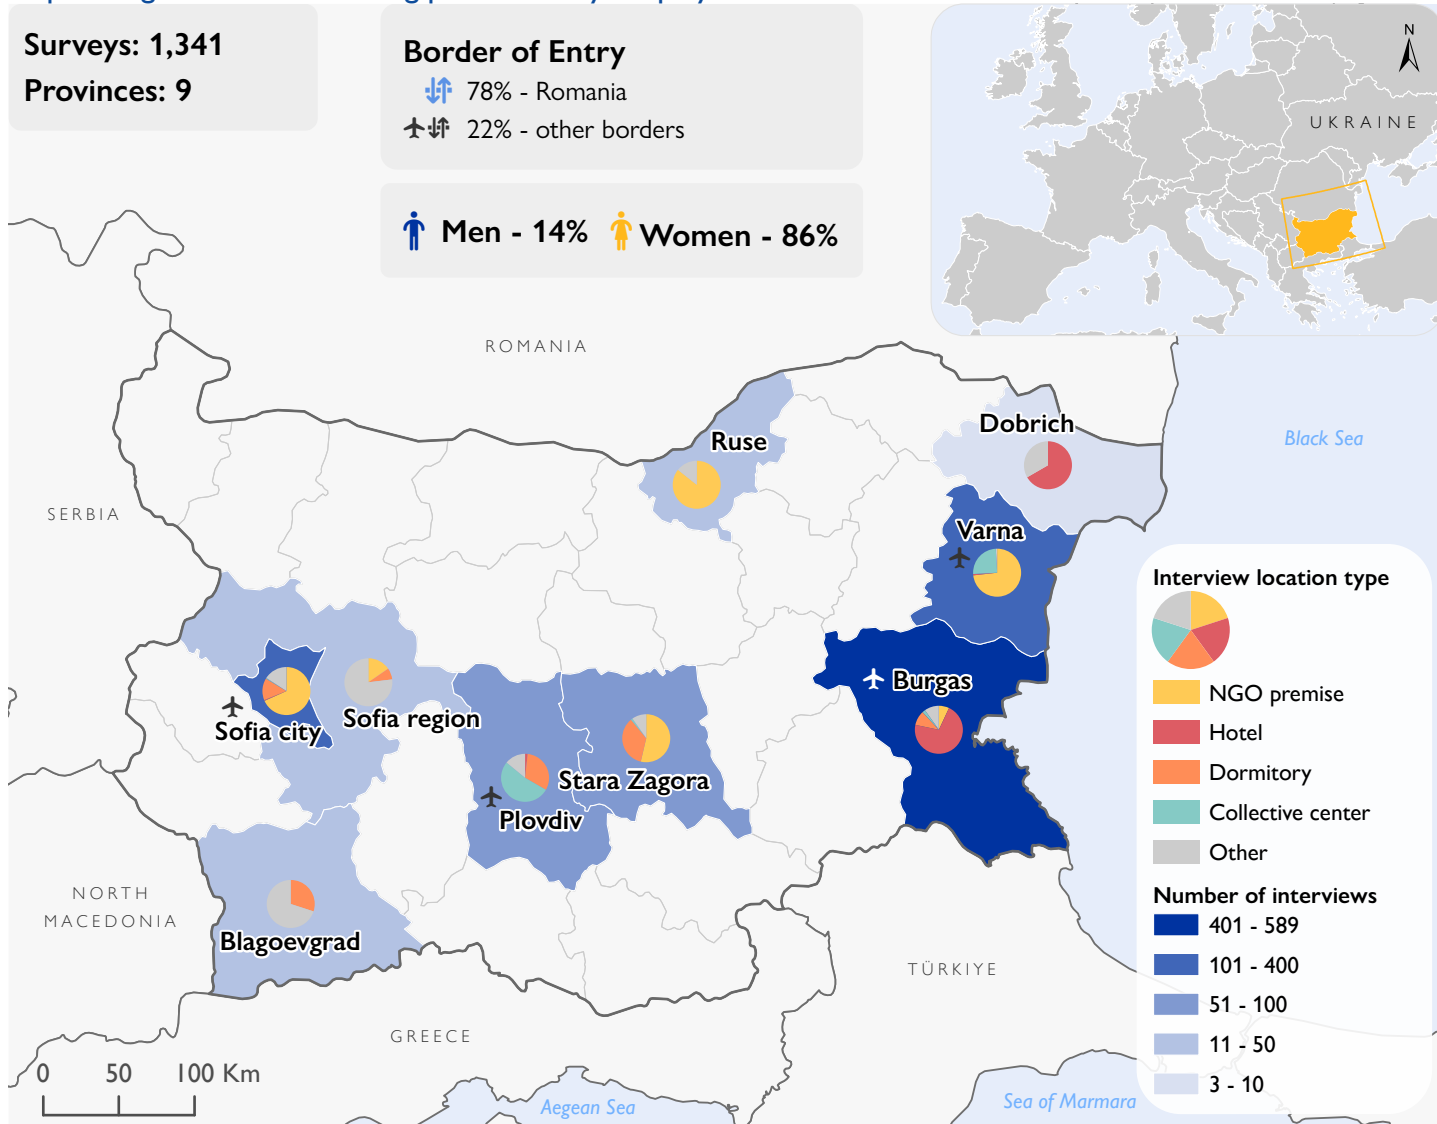 Surveys: 1,341
Provinces: 9
Border of Entry
78% - Romania
22% - other borders
Men - 14%
Women - 86%
N
UKRAINE
ROMANIA
SERBIA
Black Sea
Ruse
Dobrich
Varna
Burgas
Sofia city
Sofia region
Stara Zagora
Plovdiv
Blagoevgrad
NORTH
MACEDONIA
GREECE
TÜRKIYE
Aegean Sea
Sea of Marmara
0 50 100 Km
Interview location type
NGO premise
Hotel
Dormitory
Collective center
Other
Number of interviews
401 - 589
101 - 400
51 - 100
11 - 50
3 - 10